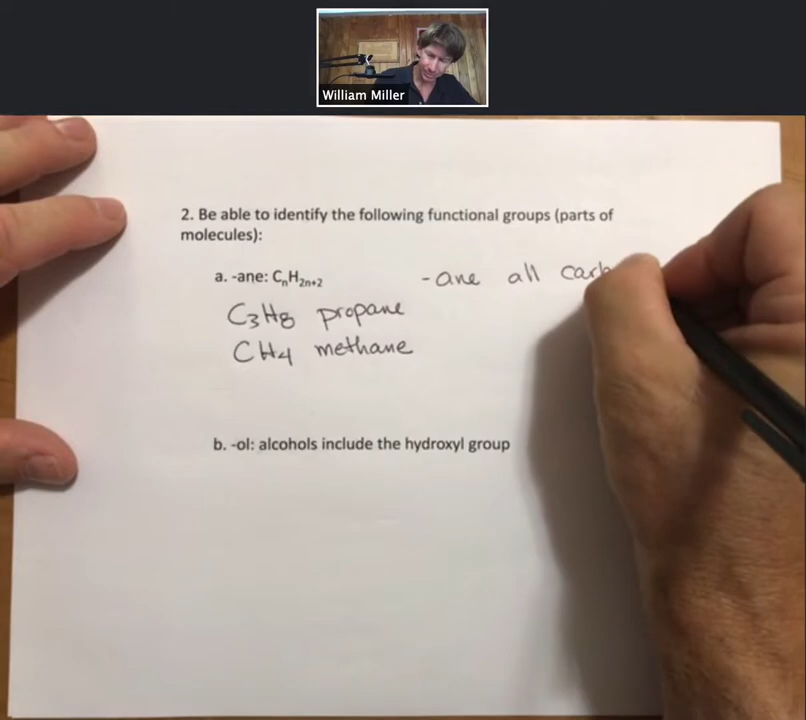 William Miller
2. Be able to identify the following functional groups (parts of
molecules):
a. -ane: CnH2n+2
-ane all carb
C3H8 propane
CH4 methane
b. -ol: alcohols include the hydroxyl group